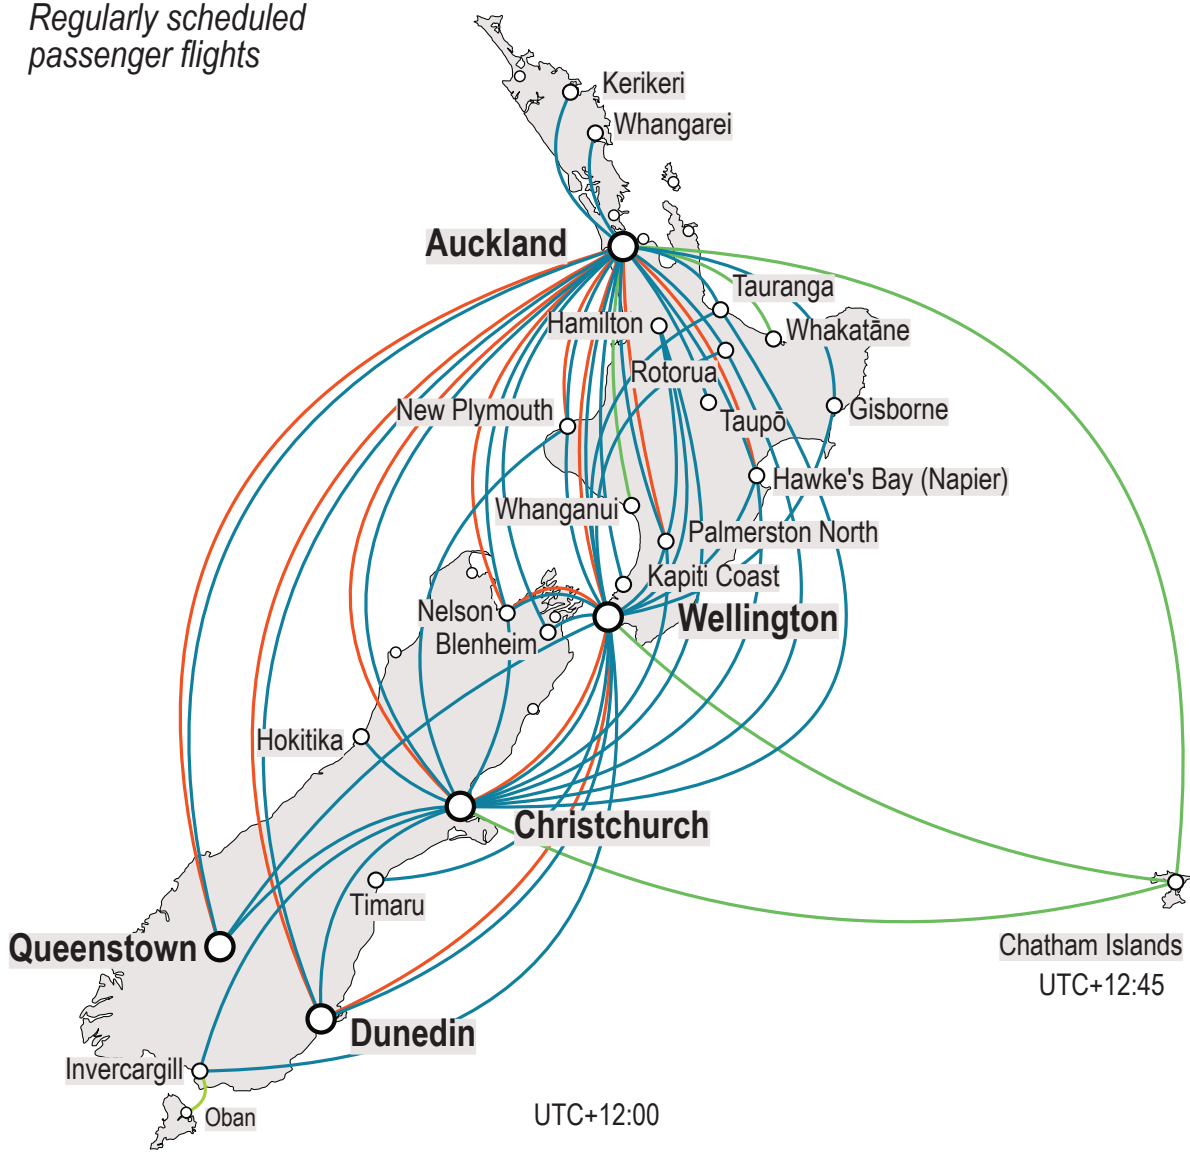 Regularly scheduled
passenger flights
Kerikeri
Whangarei
Auckland
Tauranga
Hamilton
Whakatāne
Rotorua
New Plymouth
Taupō
Gisborne
Hawke's Bay (Napier)
Whanganui
Palmerston North
Kapiti Coast
Nelson
Wellington
Blenheim
Hokitika
Christchurch
Timaru
Queenstown
Chatham Islands
UTC+12:45
Dunedin
Invercargill
Oban
UTC+12:00